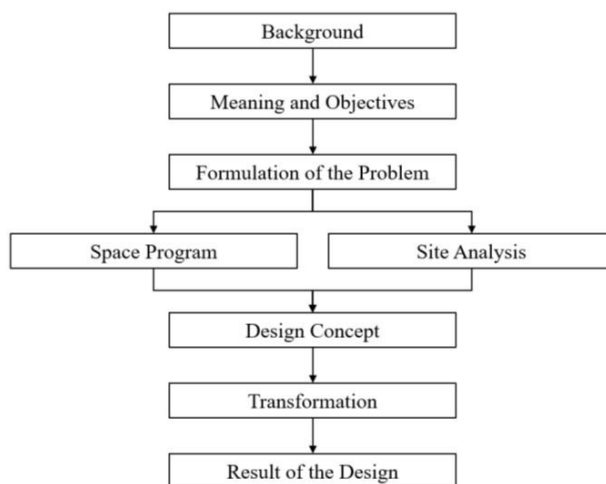 Background
Meaning and Objectives
Formulation of the Problem
Space Program
Site Analysis
Design Concept
Transformation
Result of the Design